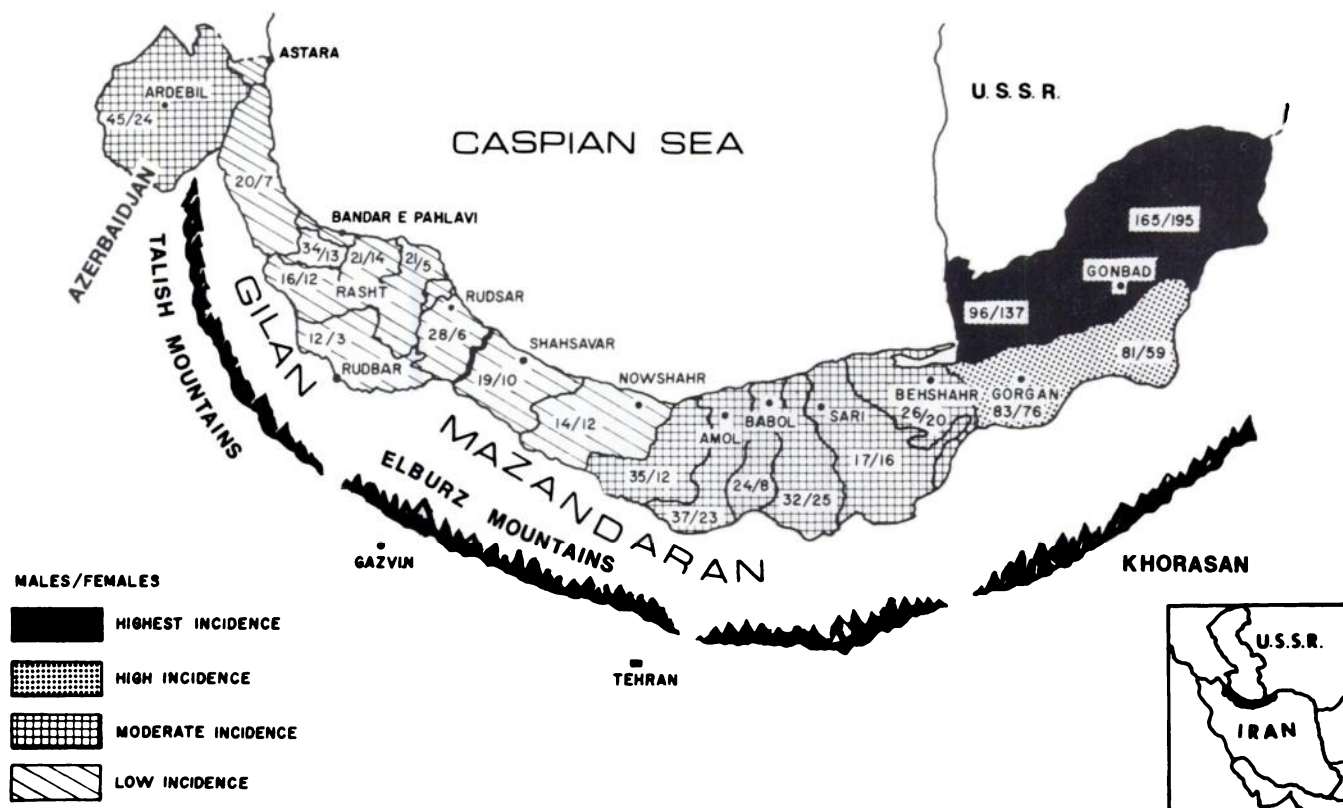 ASTARA
ARDEBIL
45/24
AZERBAIDJAN
U. S. S. R.
CASPIAN SEA
20/7
BANDAR E PAHLAVI
34/13
21/14
21/5
16/12
RASHT
RUDSAR
12/3
28/6
RUDBAR
TALISH MOUNTAINS
GILAN
SHAHSAVAR
19/10
NOWSHAHR
14/12
165/195
GONBAD
96/137
81/59
BEHSHAHR
26/20
GORGAN
83/76
AMOL
BABOL
SARI
17/16
35/12
24/8
32/25
37/23
MAZANDARAN
ELBURZ MOUNTAINS
GAZVIN
TEHRAN
KHORASAN
MALES/FEMALES
HIGHEST INCIDENCE
HIGH INCIDENCE
MODERATE INCIDENCE
LOW INCIDENCE
U.S.S.R.
IRAN